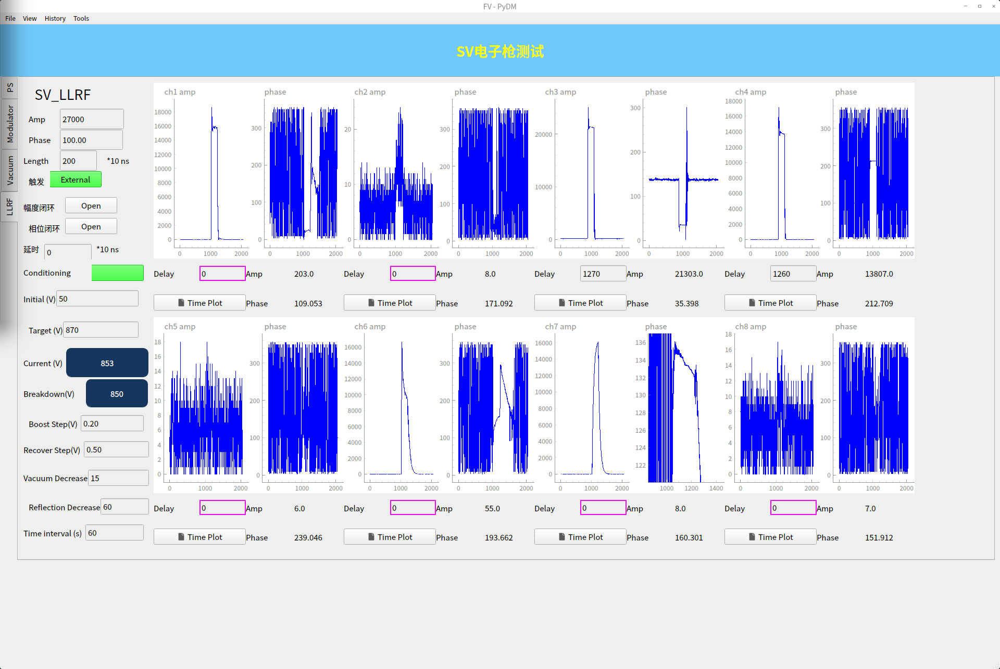 FV - PyDM
File View History Tools
SV电子枪测试
PS
Modulator
Vacuum
LLRF
SV_LLRF
Amp 27000
Phase 100.00
Length 200 *10 ns
触发 External
幅度闭环 Open
相位闭环 Open
延时 0 *10 ns
Conditioning
Initial (V) 50
Target (V) 870
Current (V) 853
Breakdown(V) 850
Boost Step(V) 0.20
Recover Step(V) 0.50
Vacuum Decrease 15
Reflection Decrease 60
Time interval (s) 60
ch1 amp
18000
16000
14000
12000
10000
8000
6000
4000
2000
0
0 1000 2000
phase
300
200
100
0
0 1000 2000
ch2 amp
20
10
0
0 1000 2000
phase
300
200
100
0
0 1000 2000
ch3 amp
20000
10000
0
0 1000 2000
phase
300
200
100
0
0 1000 2000
ch4 amp
18000
16000
14000
12000
10000
8000
6000
4000
2000
0
0 1000 2000
phase
300
200
100
0
0 1000 2000
Delay 0 Amp 203.0 Delay 0 Amp 8.0 Delay 1270 Amp 21303.0 Delay 1260 Amp 13807.0
Time Plot Phase 109.053 Time Plot Phase 171.092 Time Plot Phase 35.398 Time Plot Phase 212.709
ch5 amp
18
16
14
12
10
8
6
4
2
0
0 1000 2000
phase
300
200
100
0
0 1000 2000
ch6 amp
16000
14000
12000
10000
8000
6000
4000
2000
0
0 1000 2000
phase
300
200
100
0
0 1000 2000
ch7 amp
16000
14000
12000
10000
8000
6000
4000
2000
0
0 1000 2000
phase
136
134
132
130
128
126
124
122
1000 1200 1400
ch8 amp
18
16
14
12
10
8
6
4
2
0
0 1000 2000
phase
300
200
100
0
0 1000 2000
Delay 0 Amp 6.0 Delay 0 Amp 55.0 Delay 0 Amp 8.0 Delay 0 Amp 7.0
Time Plot Phase 239.046 Time Plot Phase 193.662 Time Plot Phase 160.301 Time Plot Phase 151.912